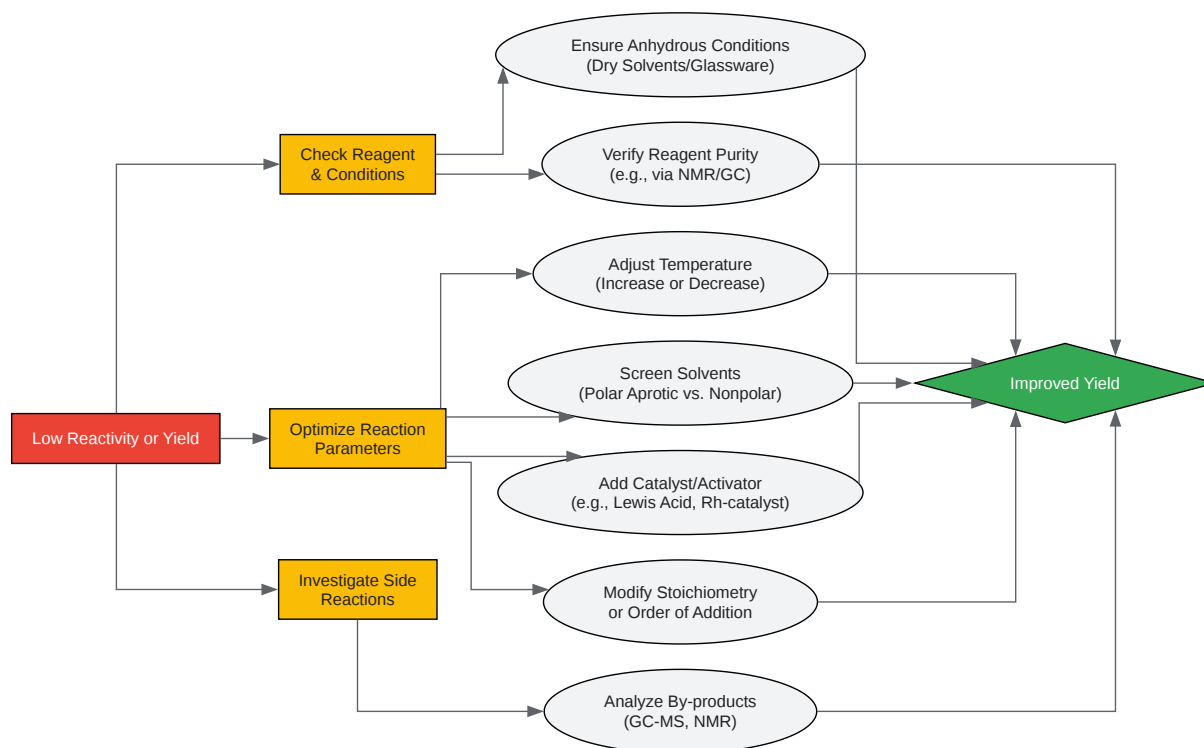 Ensure Anhydrous Conditions
(Dry Solvents/Glassware)
Check Reagent
& Conditions
Verify Reagent Purity
(e.g., via NMR/GC)
Adjust Temperature
(Increase or Decrease)
Screen Solvents
(Polar Aprotic vs. Nonpolar)
Improved Yield
Low Reactivity or Yield
Optimize Reaction
Parameters
Add Catalyst/Activator
(e.g., Lewis Acid, Rh-catalyst)
Investigate Side
Reactions
Modify Stoichiometry
or Order of Addition
Analyze By-products
(GC-MS, NMR)